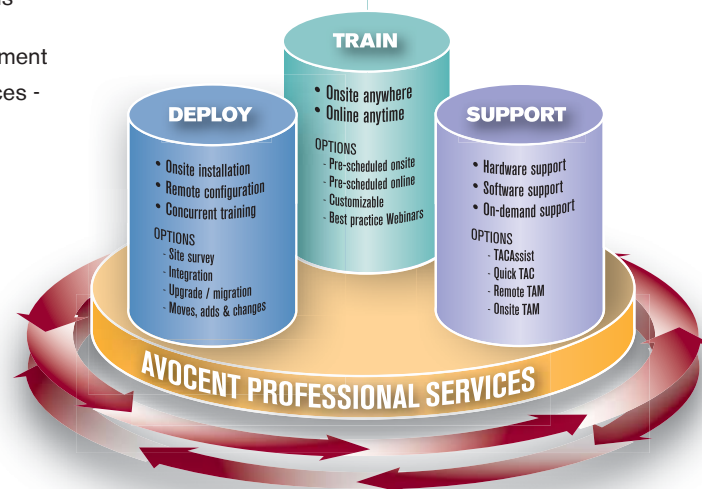 ment
ces -
TRAIN
• Onsite anywhere
• Online anytime
OPTIONS
- Pre-scheduled onsite
- Pre-scheduled online
- Customizable
- Best practice Webinars
DEPLOY
• Onsite installation
• Remote configuration
• Concurrent training
OPTIONS
- Site survey
- Integration
- Upgrade / migration
- Moves, adds & changes
SUPPORT
• Hardware support
• Software support
• On-demand support
OPTIONS
- TACAssist
- Quick TAC
- Remote TAM
- Onsite TAM
AVOCENT PROFESSIONAL SERVICES